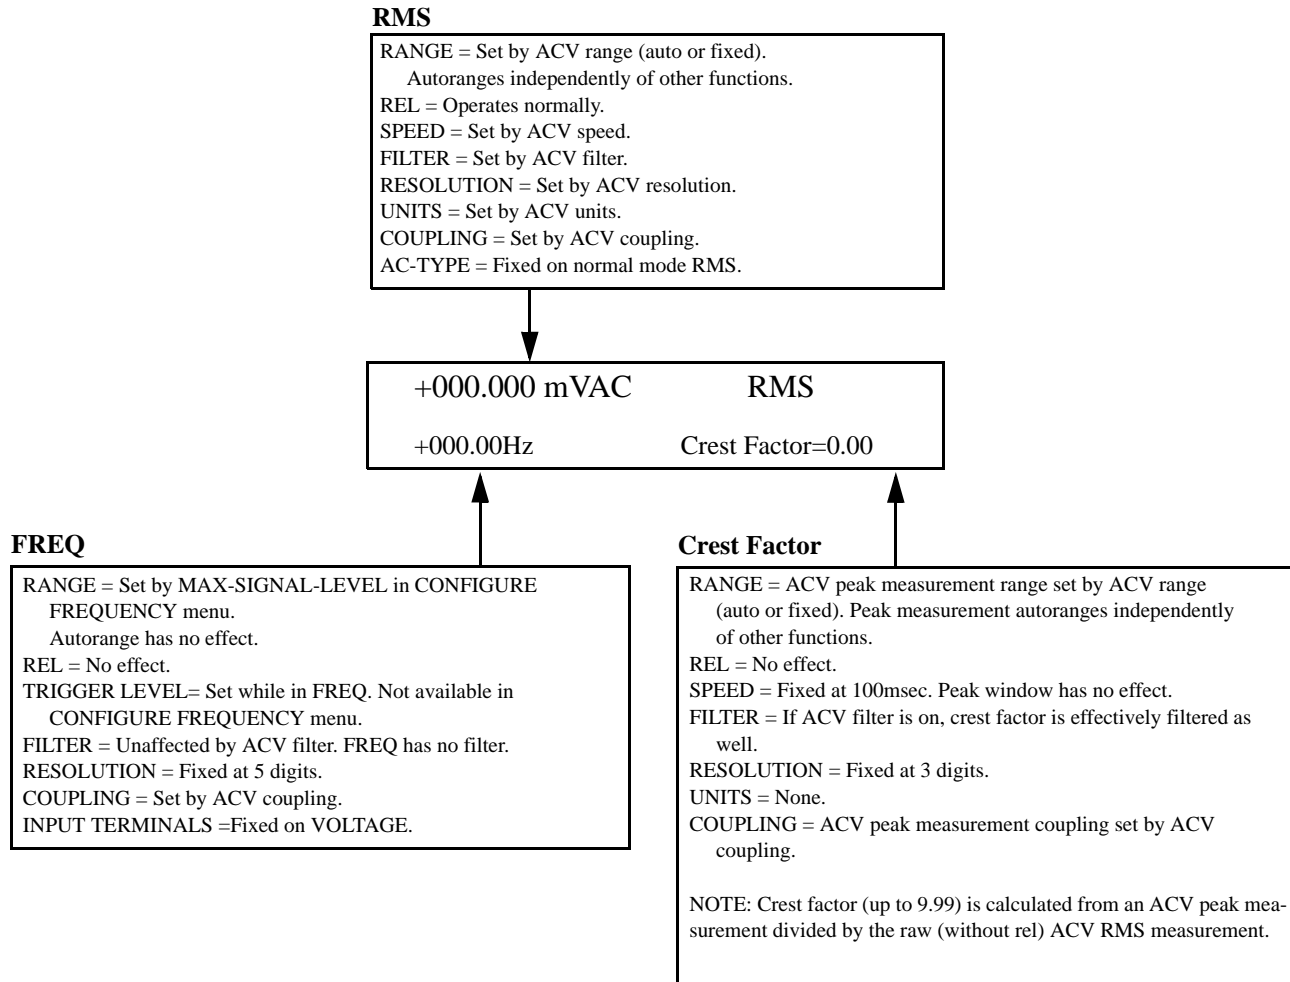 RMS
RANGE = Set by ACV range (auto or fixed).
Autoranges independently of other functions.
REL = Operates normally.
SPEED = Set by ACV speed.
FILTER = Set by ACV filter.
RESOLUTION = Set by ACV resolution.
UNITS = Set by ACV units.
COUPLING = Set by ACV coupling.
AC-TYPE = Fixed on normal mode RMS.
+000.000 mVAC RMS
+000.00Hz Crest Factor=0.00
FREQ
RANGE = Set by MAX-SIGNAL-LEVEL in CONFIGURE
FREQUENCY menu.
Autorange has no effect.
REL = No effect.
TRIGGER LEVEL= Set while in FREQ. Not available in
CONFIGURE FREQUENCY menu.
FILTER = Unaffected by ACV filter. FREQ has no filter.
RESOLUTION = Fixed at 5 digits.
COUPLING = Set by ACV coupling.
INPUT TERMINALS =Fixed on VOLTAGE.
Crest Factor
RANGE = ACV peak measurement range set by ACV range
(auto or fixed). Peak measurement autoranges independently
of other functions.
REL = No effect.
SPEED = Fixed at 100msec. Peak window has no effect.
FILTER = If ACV filter is on, crest factor is effectively filtered as
well.
RESOLUTION = Fixed at 3 digits.
UNITS = None.
COUPLING = ACV peak measurement coupling set by ACV
coupling.
NOTE: Crest factor (up to 9.99) is calculated from an ACV peak mea-
surement divided by the raw (without rel) ACV RMS measurement.